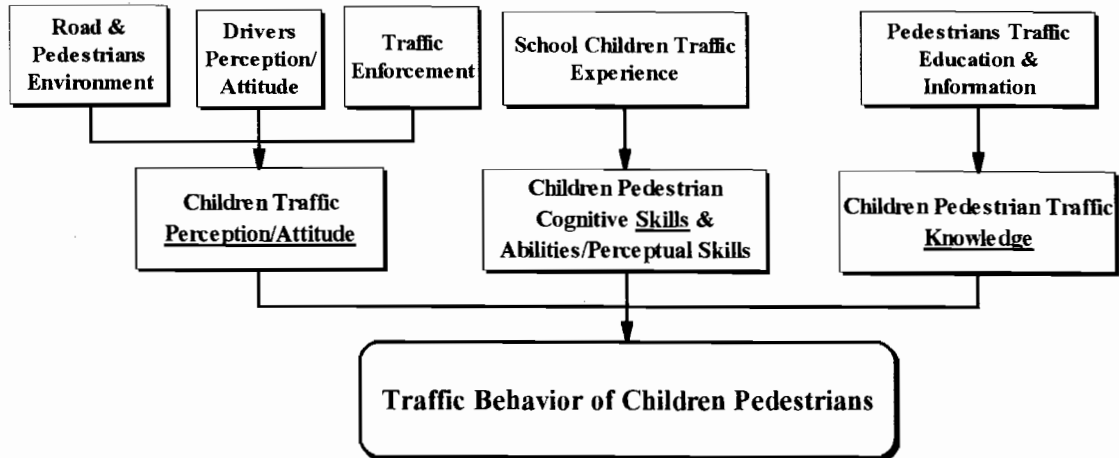 Road &
Pedestrians
Environment
Drivers
Perception/
Attitude
Traffic
Enforcement
School Children Traffic
Experience
Pedestrians Traffic
Education &
Information
Children Traffic
Perception/Attitude
Children Pedestrian
Cognitive Skills &
Abilities/Perceptual Skills
Children Pedestrian Traffic
Knowledge
Traffic Behavior of Children Pedestrians